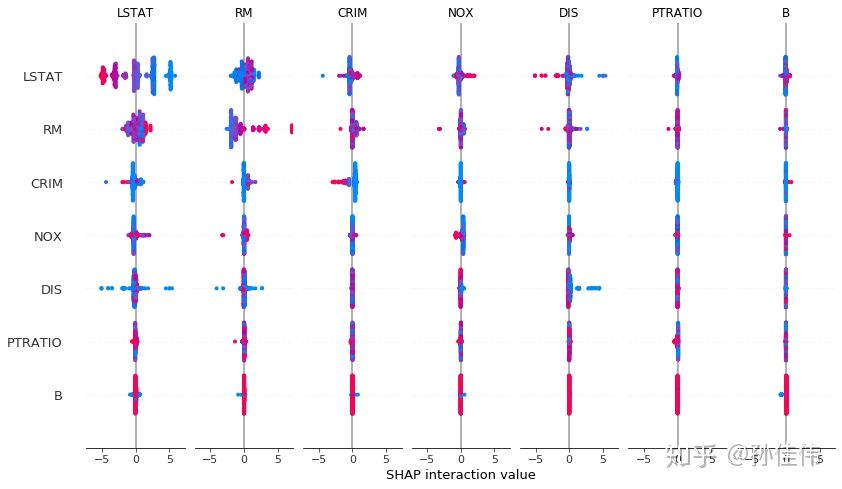 LSTAT RM CRIM NOX DIS PTRATIO B
LSTAT
RM
CRIM
NOX
DIS
PTRATIO
B
−5 0 5 −5 0 5 −5 0 5 −5 0 5 −5 0 5 −5 0 5 −5 0 5
SHAP interaction value
知乎 @孙佳伟